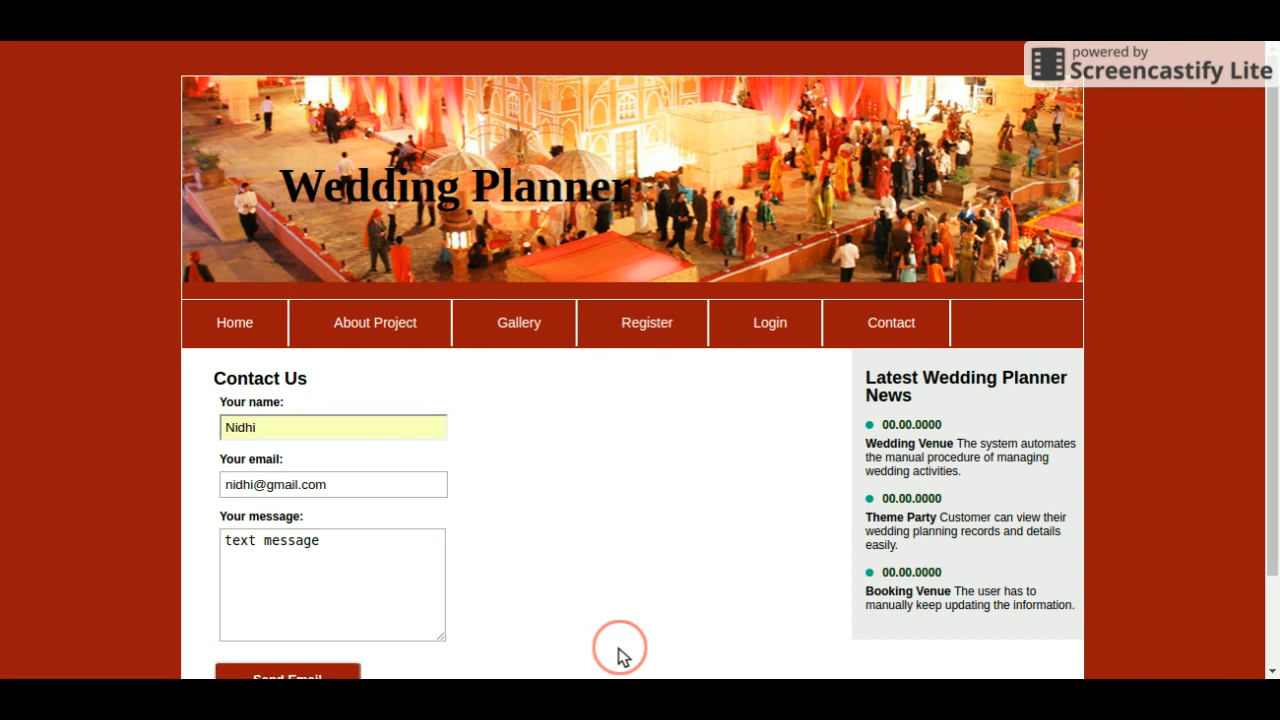 powered by
Screencastify Lite
Wedding Planner
Home
About Project
Gallery
Register
Login
Contact
Contact Us
Your name:
Nidhi
Your email:
nidhi@gmail.com
Your message:
text message
Send Email
Latest Wedding Planner
News
00.00.0000
Wedding Venue The system automates
the manual procedure of managing
wedding activities.
00.00.0000
Theme Party Customer can view their
wedding planning records and details
easily.
00.00.0000
Booking Venue The user has to
manually keep updating the information.